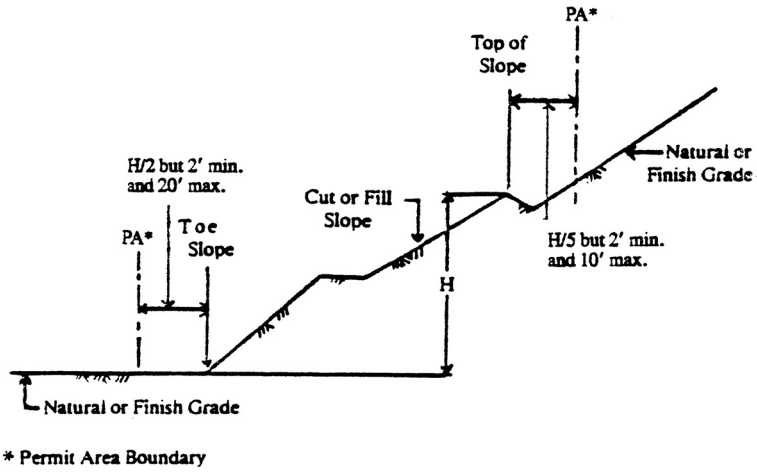 PA*
Top of
Slope
Natural or
Finish Grade
H/2 but 2' min.
and 20' max.
Cut or Fill
Slope
PA*
Toe
Slope
H/5 but 2' min.
and 10' max.
H
Natural or Finish Grade
* Permit Area Boundary